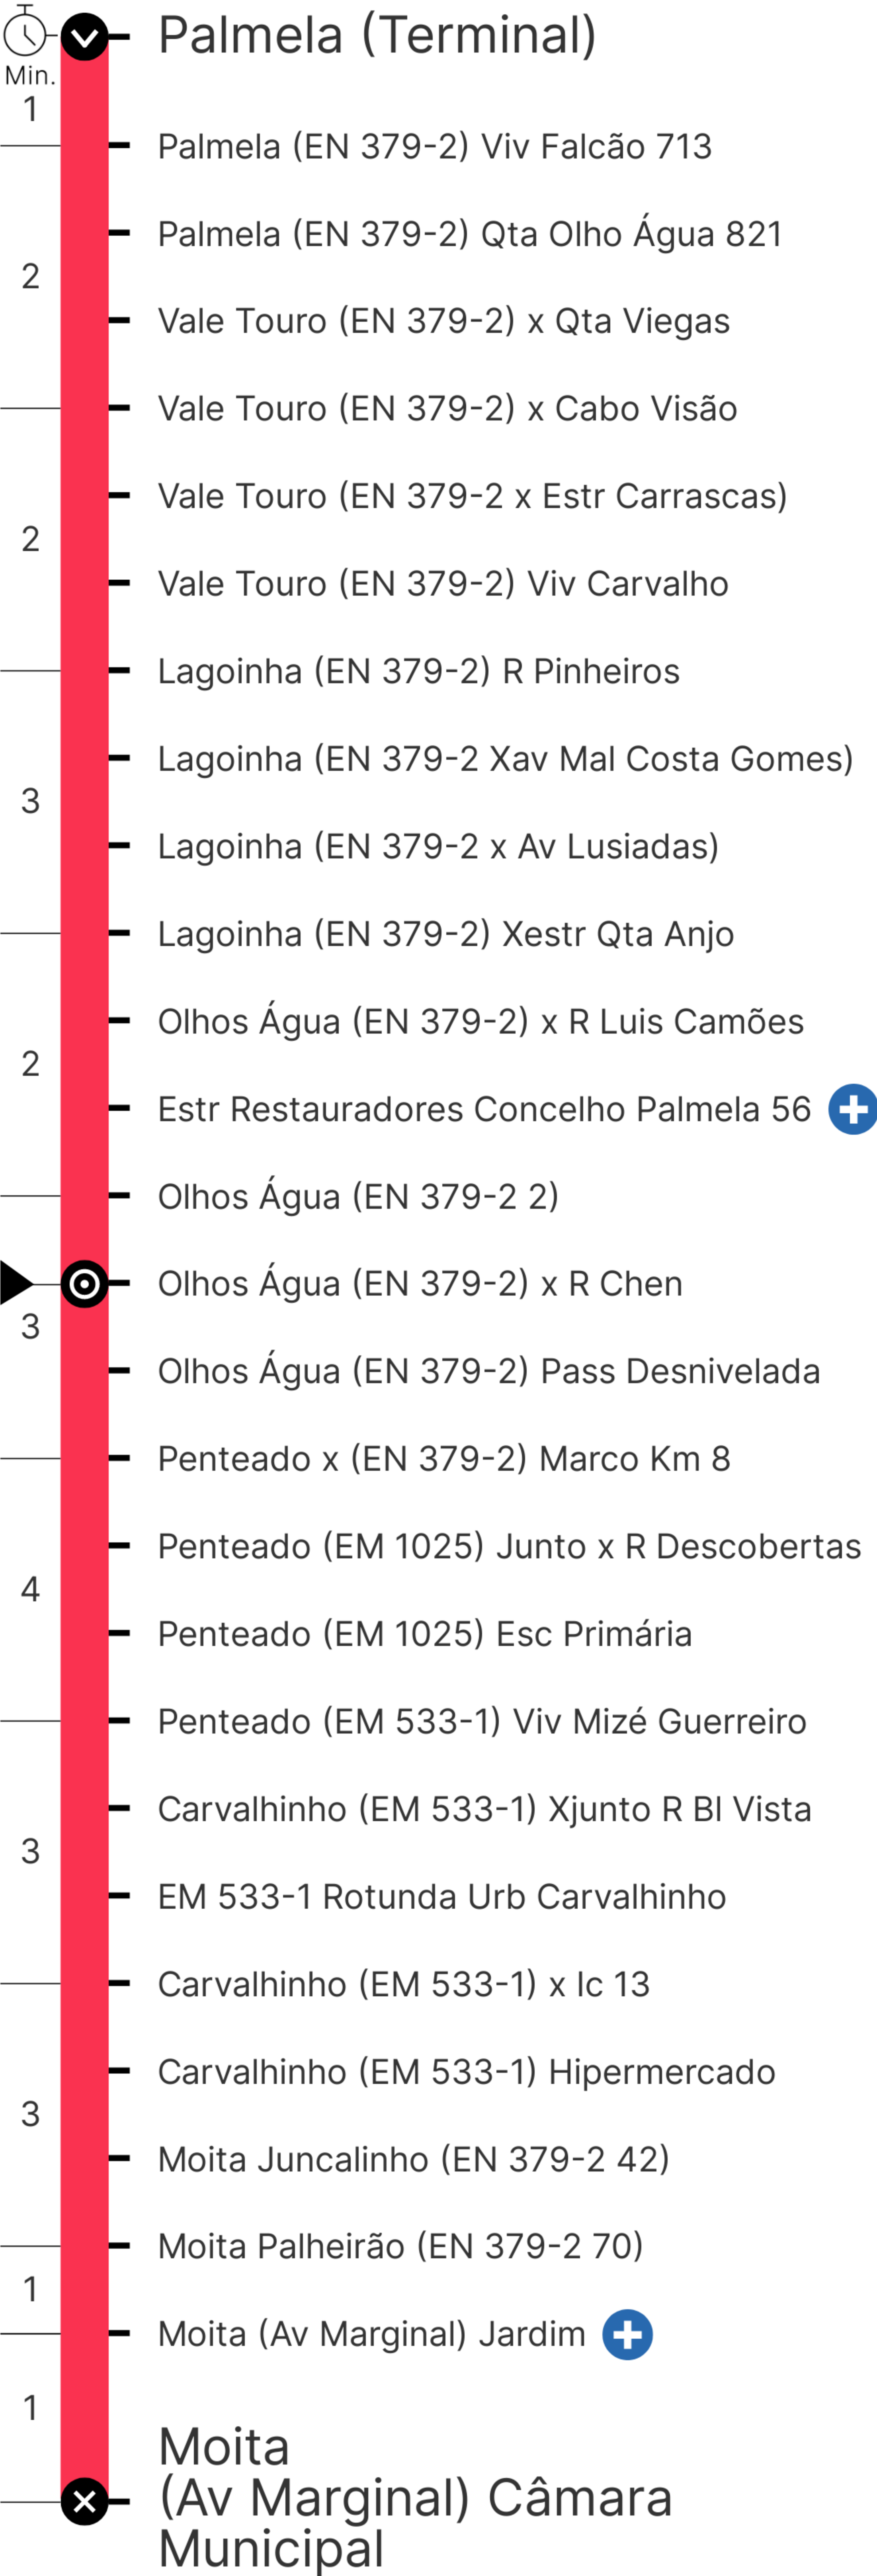 Palmela (Terminal)
Min.
1
Palmela (EN 379-2) Viv Falcão 713
Palmela (EN 379-2) Qta Olho Água 821
2
Vale Touro (EN 379-2) x Qta Viegas
Vale Touro (EN 379-2) x Cabo Visão
Vale Touro (EN 379-2 x Estr Carrascas)
2
Vale Touro (EN 379-2) Viv Carvalho
Lagoinha (EN 379-2) R Pinheiros
Lagoinha (EN 379-2 Xav Mal Costa Gomes)
3
Lagoinha (EN 379-2 x Av Lusiadas)
Lagoinha (EN 379-2) Xestr Qta Anjo
Olhos Água (EN 379-2) x R Luis Camões
2
Estr Restauradores Concelho Palmela 56
Olhos Água (EN 379-2 2)
Olhos Água (EN 379-2) x R Chen
3
Olhos Água (EN 379-2) Pass Desnivelada
Penteado x (EN 379-2) Marco Km 8
Penteado (EM 1025) Junto x R Descobertas
4
Penteado (EM 1025) Esc Primária
Penteado (EM 533-1) Viv Mizé Guerreiro
Carvalhinho (EM 533-1) Xjunto R Bl Vista
3
EM 533-1 Rotunda Urb Carvalhinho
Carvalhinho (EM 533-1) x Ic 13
Carvalhinho (EM 533-1) Hipermercado
3
Moita Juncalinho (EN 379-2 42)
Moita Palheirão (EN 379-2 70)
1
Moita (Av Marginal) Jardim
1
Moita
(Av Marginal) Câmara
Municipal